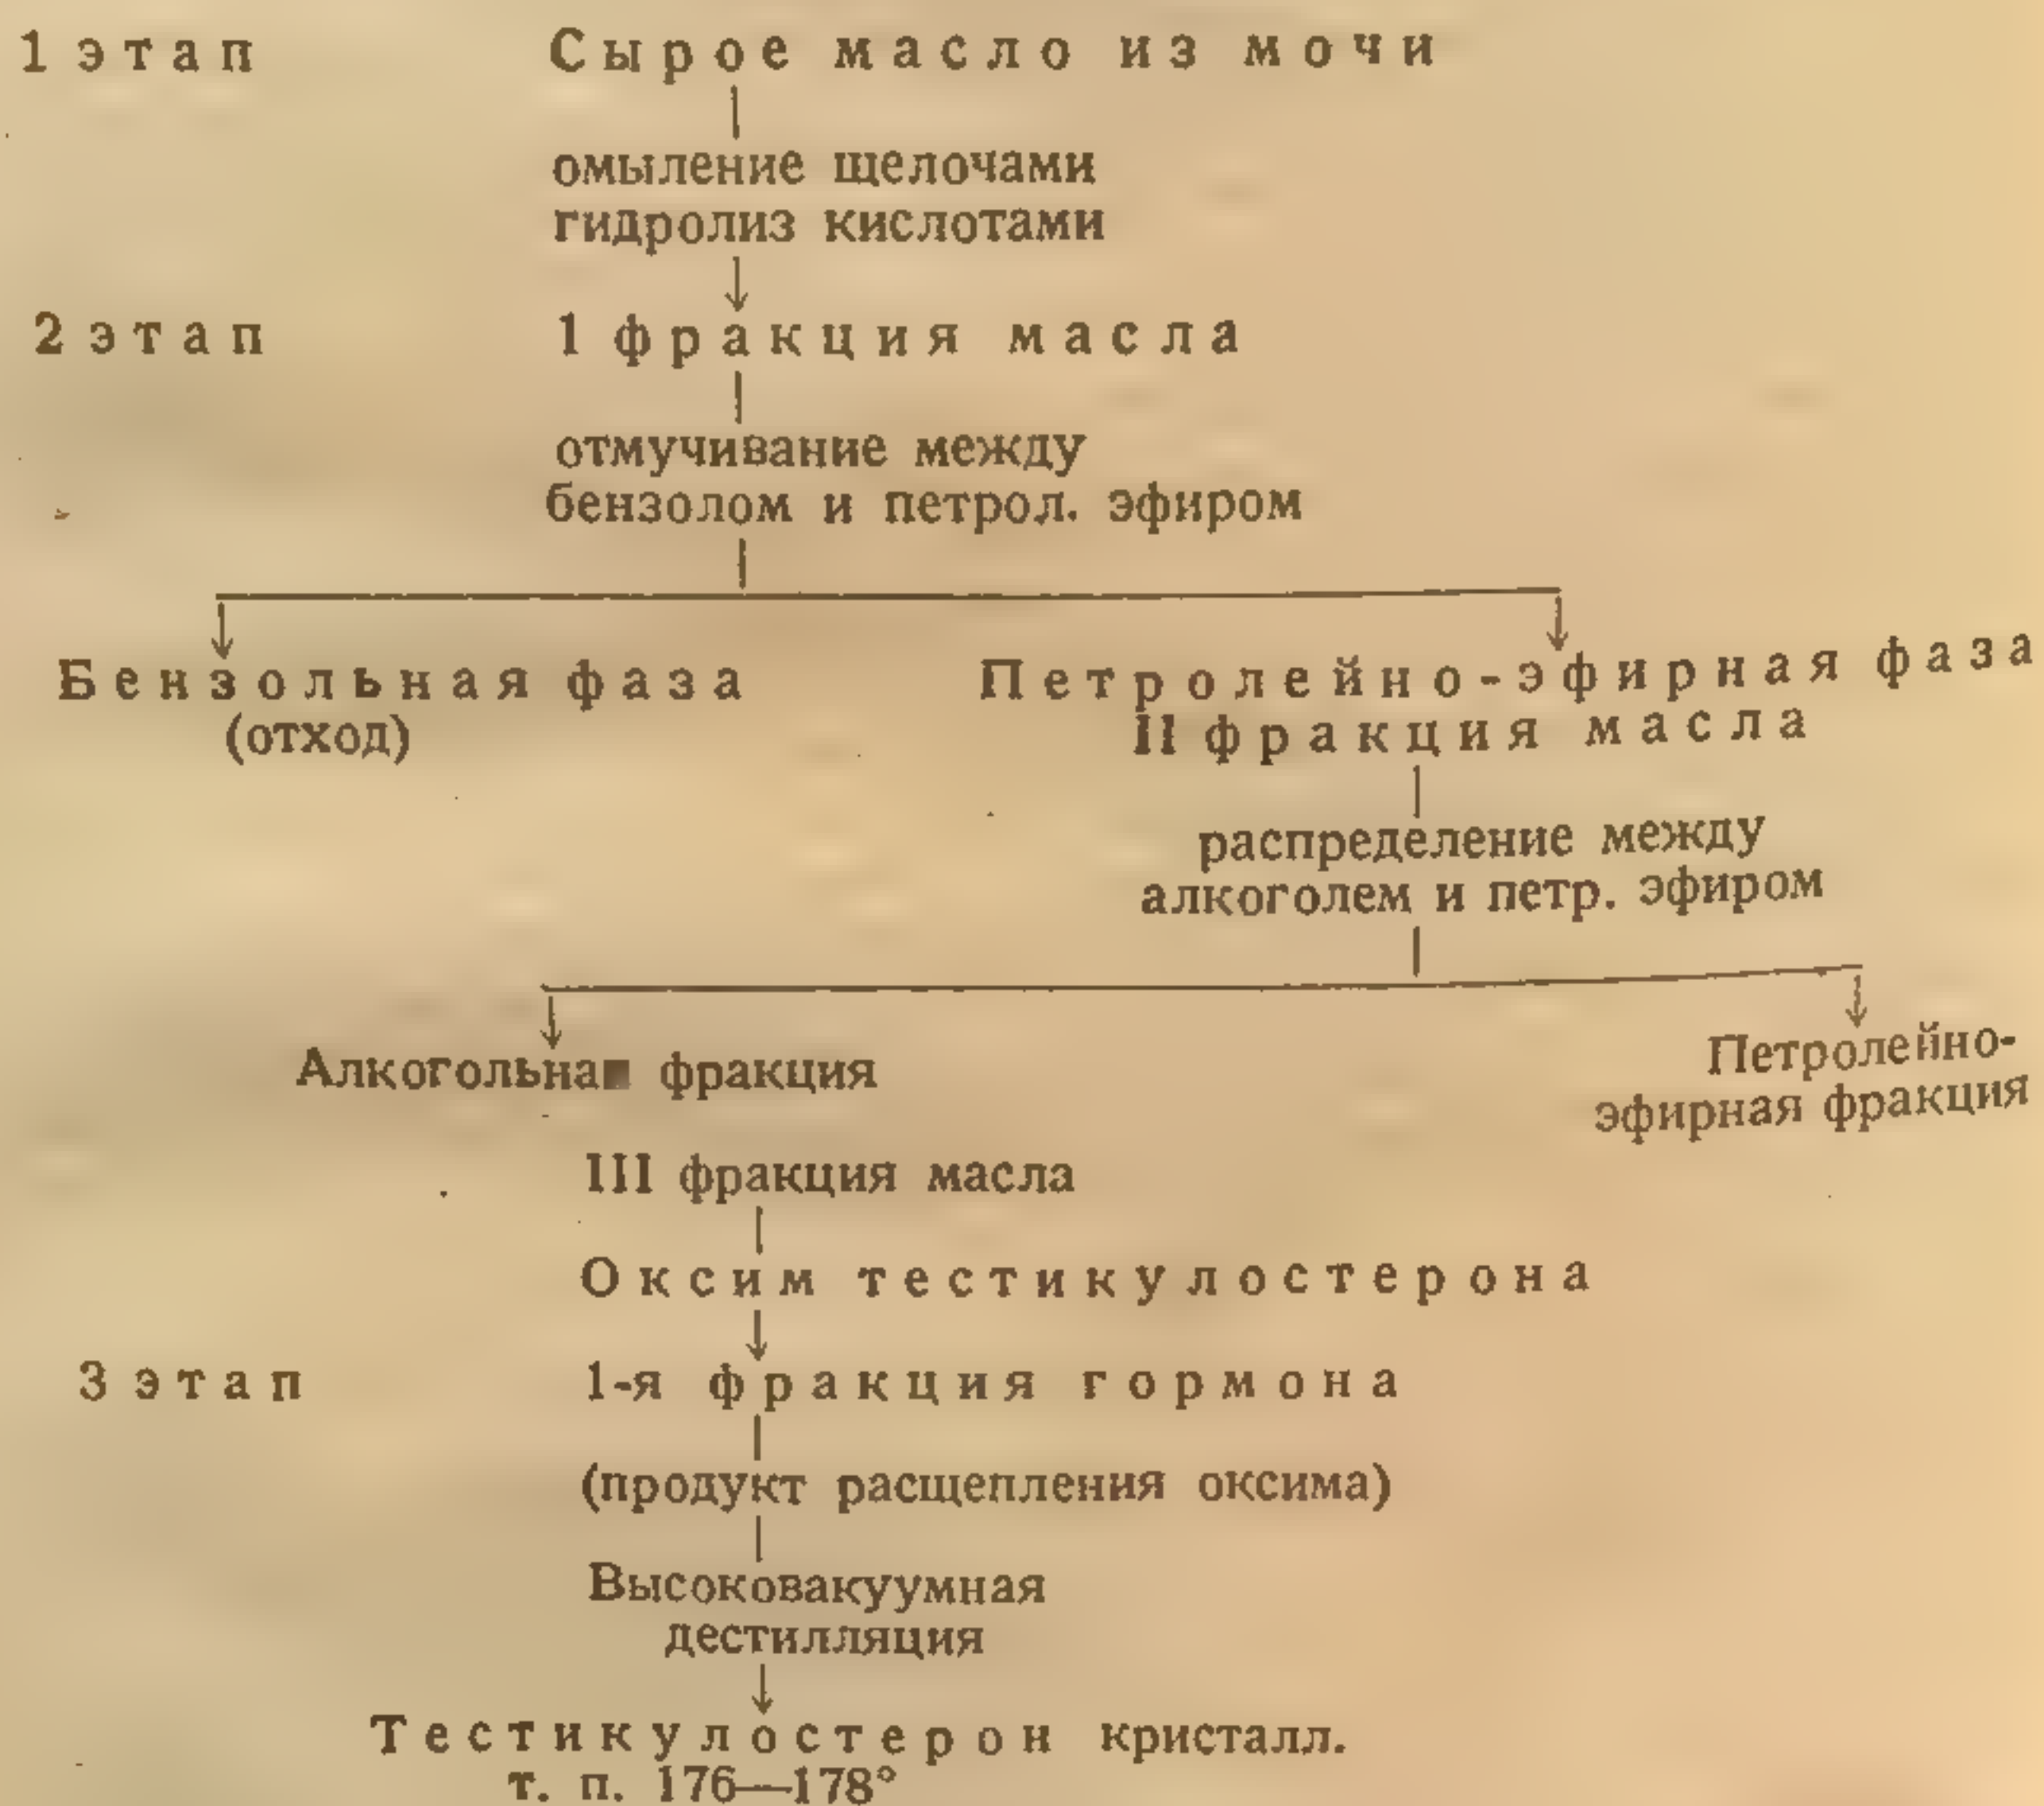 1 этап Сырое масло из мочи
омыление щелочами
гидролиз кислотами
2 этап 1 фракция масла
отмучивание между
бензолом и петрол. эфиром
Бензольная фаза Петролейно-эфирная фаза
(отход) II фракция масла
распределение между
алкоголем и петр. эфиром
Алкогольная фракция Петролейно-
эфирная фракция
III фракция масла
Оксим тестикулостерона
3 этап 1-я фракция гормона
(продукт расщепления оксима)
Высоковакуумная
дестилляция
Тестикулостерон кристалл.
т. п. 176—178°